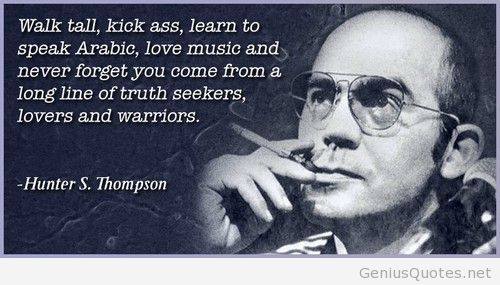 Walk tall, kick ass, learn to
speak Arabic, love music and
never forget you come from a
long line of truth seekers,
lovers and warriors.
-Hunter S. Thompson
GeniusQuotes.net